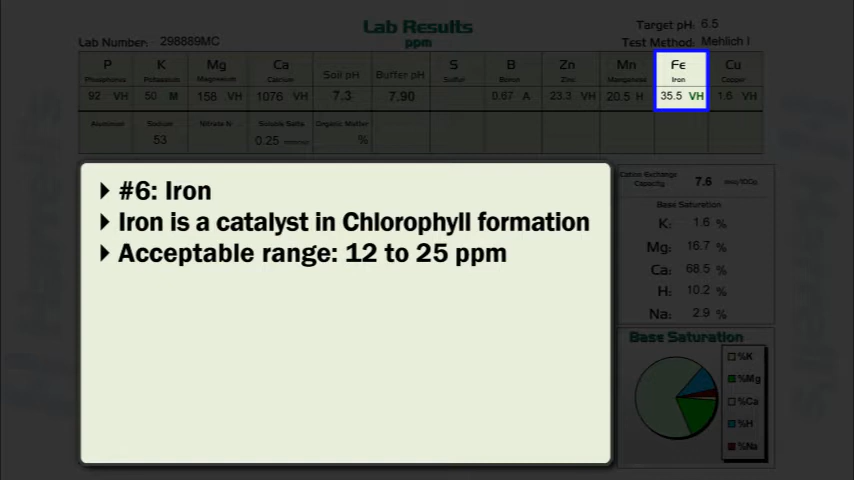 Lab Results
ppm
Target pH: 6.5
Lab Number: 298889MC
Test Method: Mehlich I
P K Mg Ca Soil pH Buffer pH S B Zn Mn Fe Cu
Phosphorus Potassium Magnesium Calcium Sulfur Boron Zinc Manganese Iron Copper
92 VH 50 M 158 VH 1076 VH 7.3 7.90 0.67 A 23.3 VH 20.5 H 35.5 VH 1.6 VH
Aluminum Sodium Nitrate N Soluble Salts Organic Matter
53 0.25 %
#6: Iron
Iron is a catalyst in Chlorophyll formation
Acceptable range: 12 to 25 ppm
Cation Exchange
Capacity 7.6
Base Saturation
K: 1.6 %
Mg: 16.7 %
Ca: 68.5 %
H: 10.2 %
Na: 2.9 %
Base Saturation
%K
%Mg
%Ca
%H
%Na
Harrell's
Harrell's